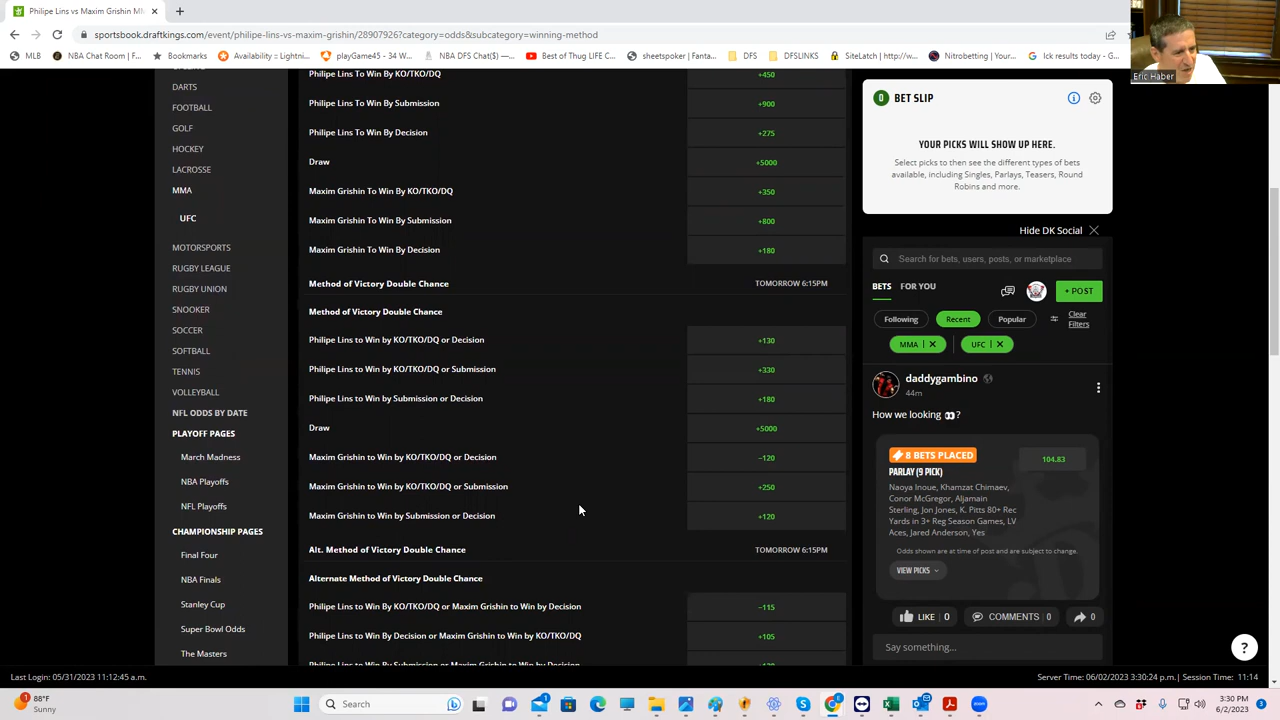 Philipe Lins vs Maxim Grishin MM
sportsbook.draftkings.com/event/philipe-lins-vs-maxim-grishin/28907926?category=odds&subcategory=winning-method
MLB
NBA Chat Room | F...
Bookmarks
Availability = Lightni...
playGame45 - 34 W...
NBA DFS Chat($) —...
sheetspoker
DFS
DFSLINKS
SiteLatch | http://w...
Nitrobetting | Your...
Ick results today - G...
Best of Thug LIFE C...
Eric Haber
DARTS
FOOTBALL
GOLF
HOCKEY
LACROSSE
MMA
UFC
MOTORSPORTS
RUGBY LEAGUE
RUGBY UNION
SNOOKER
SOCCER
SOFTBALL
TENNIS
VOLLEYBALL
NFL ODDS BY DATE
PLAYOFF PAGES
March Madness
NBA Playoffs
NFL Playoffs
CHAMPIONSHIP PAGES
Final Four
NBA Finals
Stanley Cup
Super Bowl Odds
The Masters
Philipe Lins To Win By KO/TKO/DQ +450
Philipe Lins To Win By Submission +900
Philipe Lins To Win By Decision +275
Draw +5000
Maxim Grishin To Win By KO/TKO/DQ +350
Maxim Grishin To Win By Submission +800
Maxim Grishin To Win By Decision +180
Method of Victory Double Chance TOMORROW 6:15PM
Method of Victory Double Chance
Philipe Lins to Win by KO/TKO/DQ or Decision +130
Philipe Lins to Win by KO/TKO/DQ or Submission +330
Philipe Lins to Win by Submission or Decision +180
Draw +5000
Maxim Grishin to Win by KO/TKO/DQ or Decision −120
Maxim Grishin to Win by KO/TKO/DQ or Submission +250
Maxim Grishin to Win by Submission or Decision +120
Alt. Method of Victory Double Chance TOMORROW 6:15PM
Alternate Method of Victory Double Chance
Philipe Lins to Win By KO/TKO/DQ or Maxim Grishin to Win by Decision −115
Philipe Lins to Win By Decision or Maxim Grishin to Win by KO/TKO/DQ +105
Philipe Lins to Win By Submission or Maxim Grishin to Win by Decision
0 BET SLIP
YOUR PICKS WILL SHOW UP HERE.
Select picks to then see the different types of bets
available, including Singles, Parlays, Teasers, Round
Robins and more.
Hide DK Social
Search for bets, users, posts, or marketplace
BETS FOR YOU + POST
Following Recent Popular Clear
Filters
MMA UFC
daddygambino
44m
How we looking 👀?
8 BETS PLACED 104.83
PARLAY (9 PICK)
Naoya Inoue, Khamzat Chimaev,
Conor McGregor, Aljamain
Sterling, Jon Jones, K. Pitts 80+ Rec
Yards in 3+ Reg Season Games, LV
Aces, Jared Anderson, Yes
Odds shown are at time of post and are subject to change.
VIEW PICKS
LIKE 0 COMMENTS 0 0
Say something...
?
Last Login: 05/31/2023 11:12:45 a.m. Server Time: 06/02/2023 3:30:24 p.m.| Session Time: 11:14
88°F
Sunny
Search
3:30 PM
6/2/2023